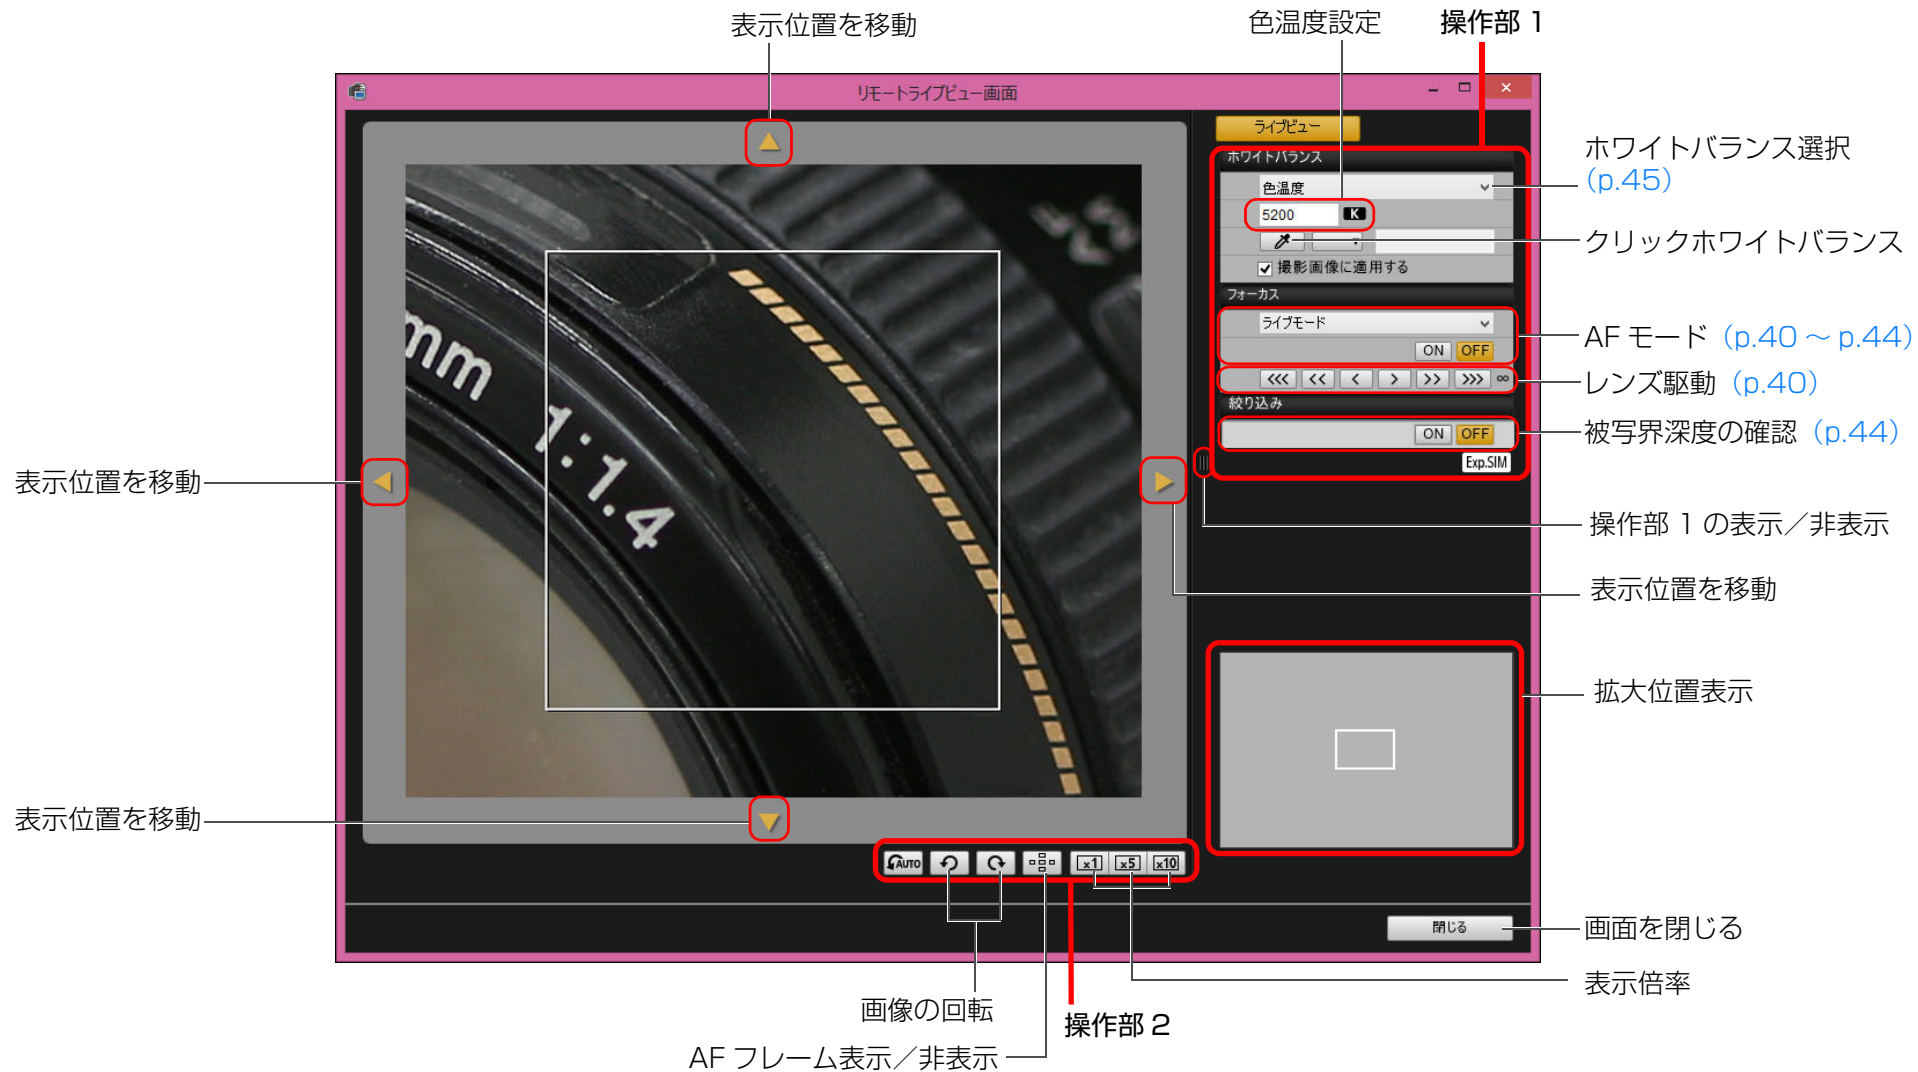 表示位置を移動
色温度設定
操作部 1
リモートライブビュー画面
ライブビュー
ホワイトバランス
ホワイトバランス選択
（p.45）
色温度
5200 K
クリックホワイトバランス
撮影画像に適用する
フォーカス
ライブモード
ON OFF
AF モード（p.40 ～ p.44）
<<< << < > >> >>> ∞
レンズ駆動（p.40）
絞り込み
ON OFF
被写界深度の確認（p.44）
Exp.SIM
mm 1:1.4
表示位置を移動
操作部 1 の表示／非表示
表示位置を移動
拡大位置表示
表示位置を移動
AUTO
x1 x5 x10
閉じる
画面を閉じる
表示倍率
画像の回転
操作部 2
AF フレーム表示／非表示